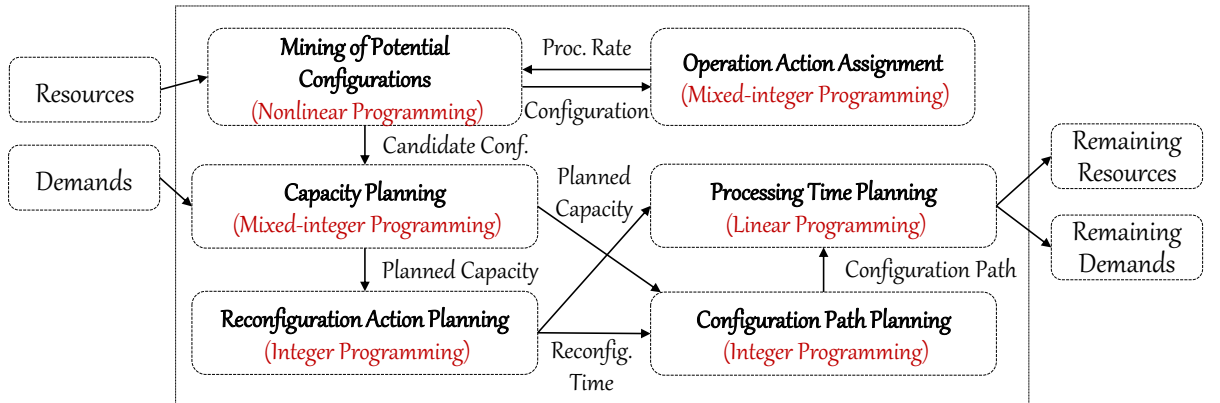 Resources
Demands
Mining of Potential
Configurations
(Nonlinear Programming)
Proc. Rate
Configuration
Operation Action Assignment
(Mixed-integer Programming)
Candidate Conf.
Capacity Planning
(Mixed-integer Programming)
Planned
Capacity
Processing Time Planning
(Linear Programming)
Planned Capacity
Configuration Path
Reconfiguration Action Planning
(Integer Programming)
Reconfig.
Time
Configuration Path Planning
(Integer Programming)
Remaining
Resources
Remaining
Demands